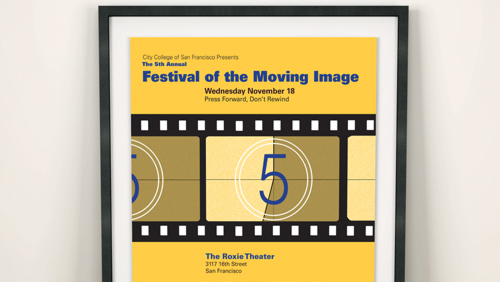 City College of San Francisco Presents
The 5th Annual
Festival of the Moving Image
Wednesday November 18
Press Forward, Don't Rewind
5
5
The Roxie Theater
3117 16th Street
San Francisco